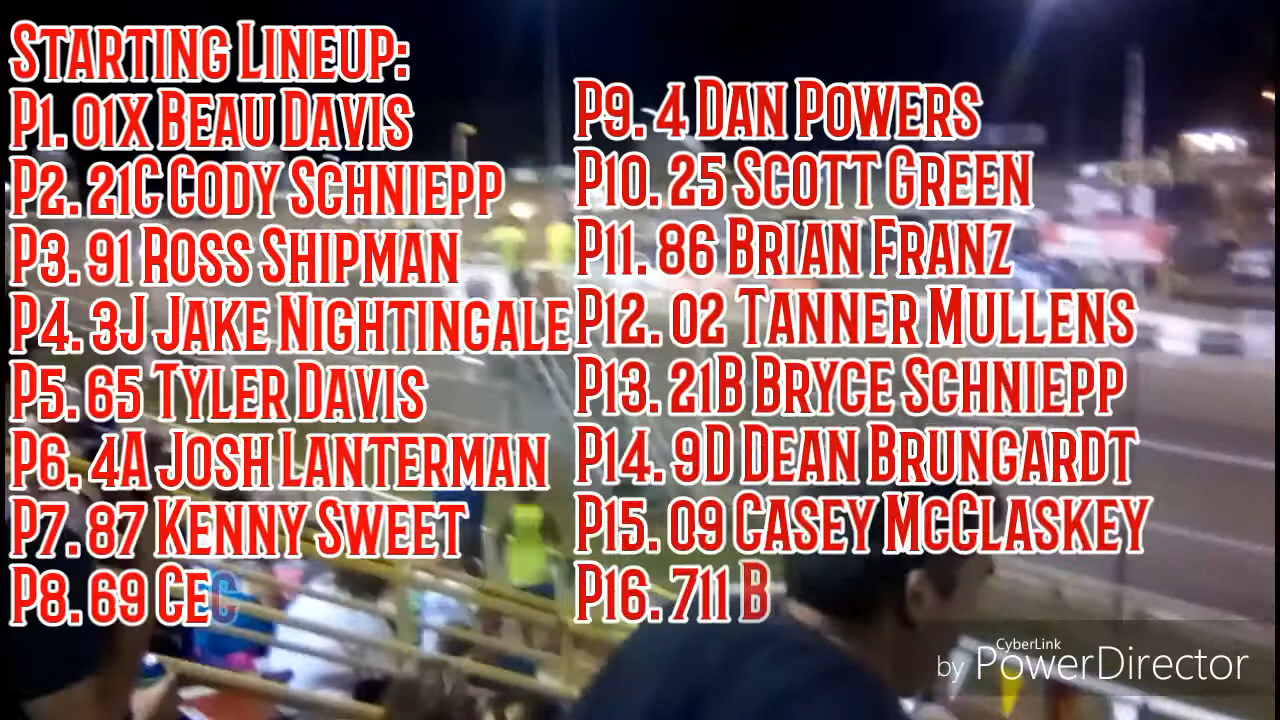 Starting Lineup:
P1. 01X Beau Davis
P2. 21C Cody Schniepp
P3. 91 Ross Shipman
P4. 3J Jake Nightingale
P5. 65 Tyler Davis
P6. 4A Josh Lanterman
P7. 87 Kenny Sweet
P8. 69 Cec
P9. 4 Dan Powers
P10. 25 Scott Green
P11. 86 Brian Franz
P12. 02 Tanner Mullens
P13. 21B Bryce Schniepp
P14. 9D Dean Brungardt
P15. 09 Casey McClaskey
P16. 711 B
CyberLink
by PowerDirector